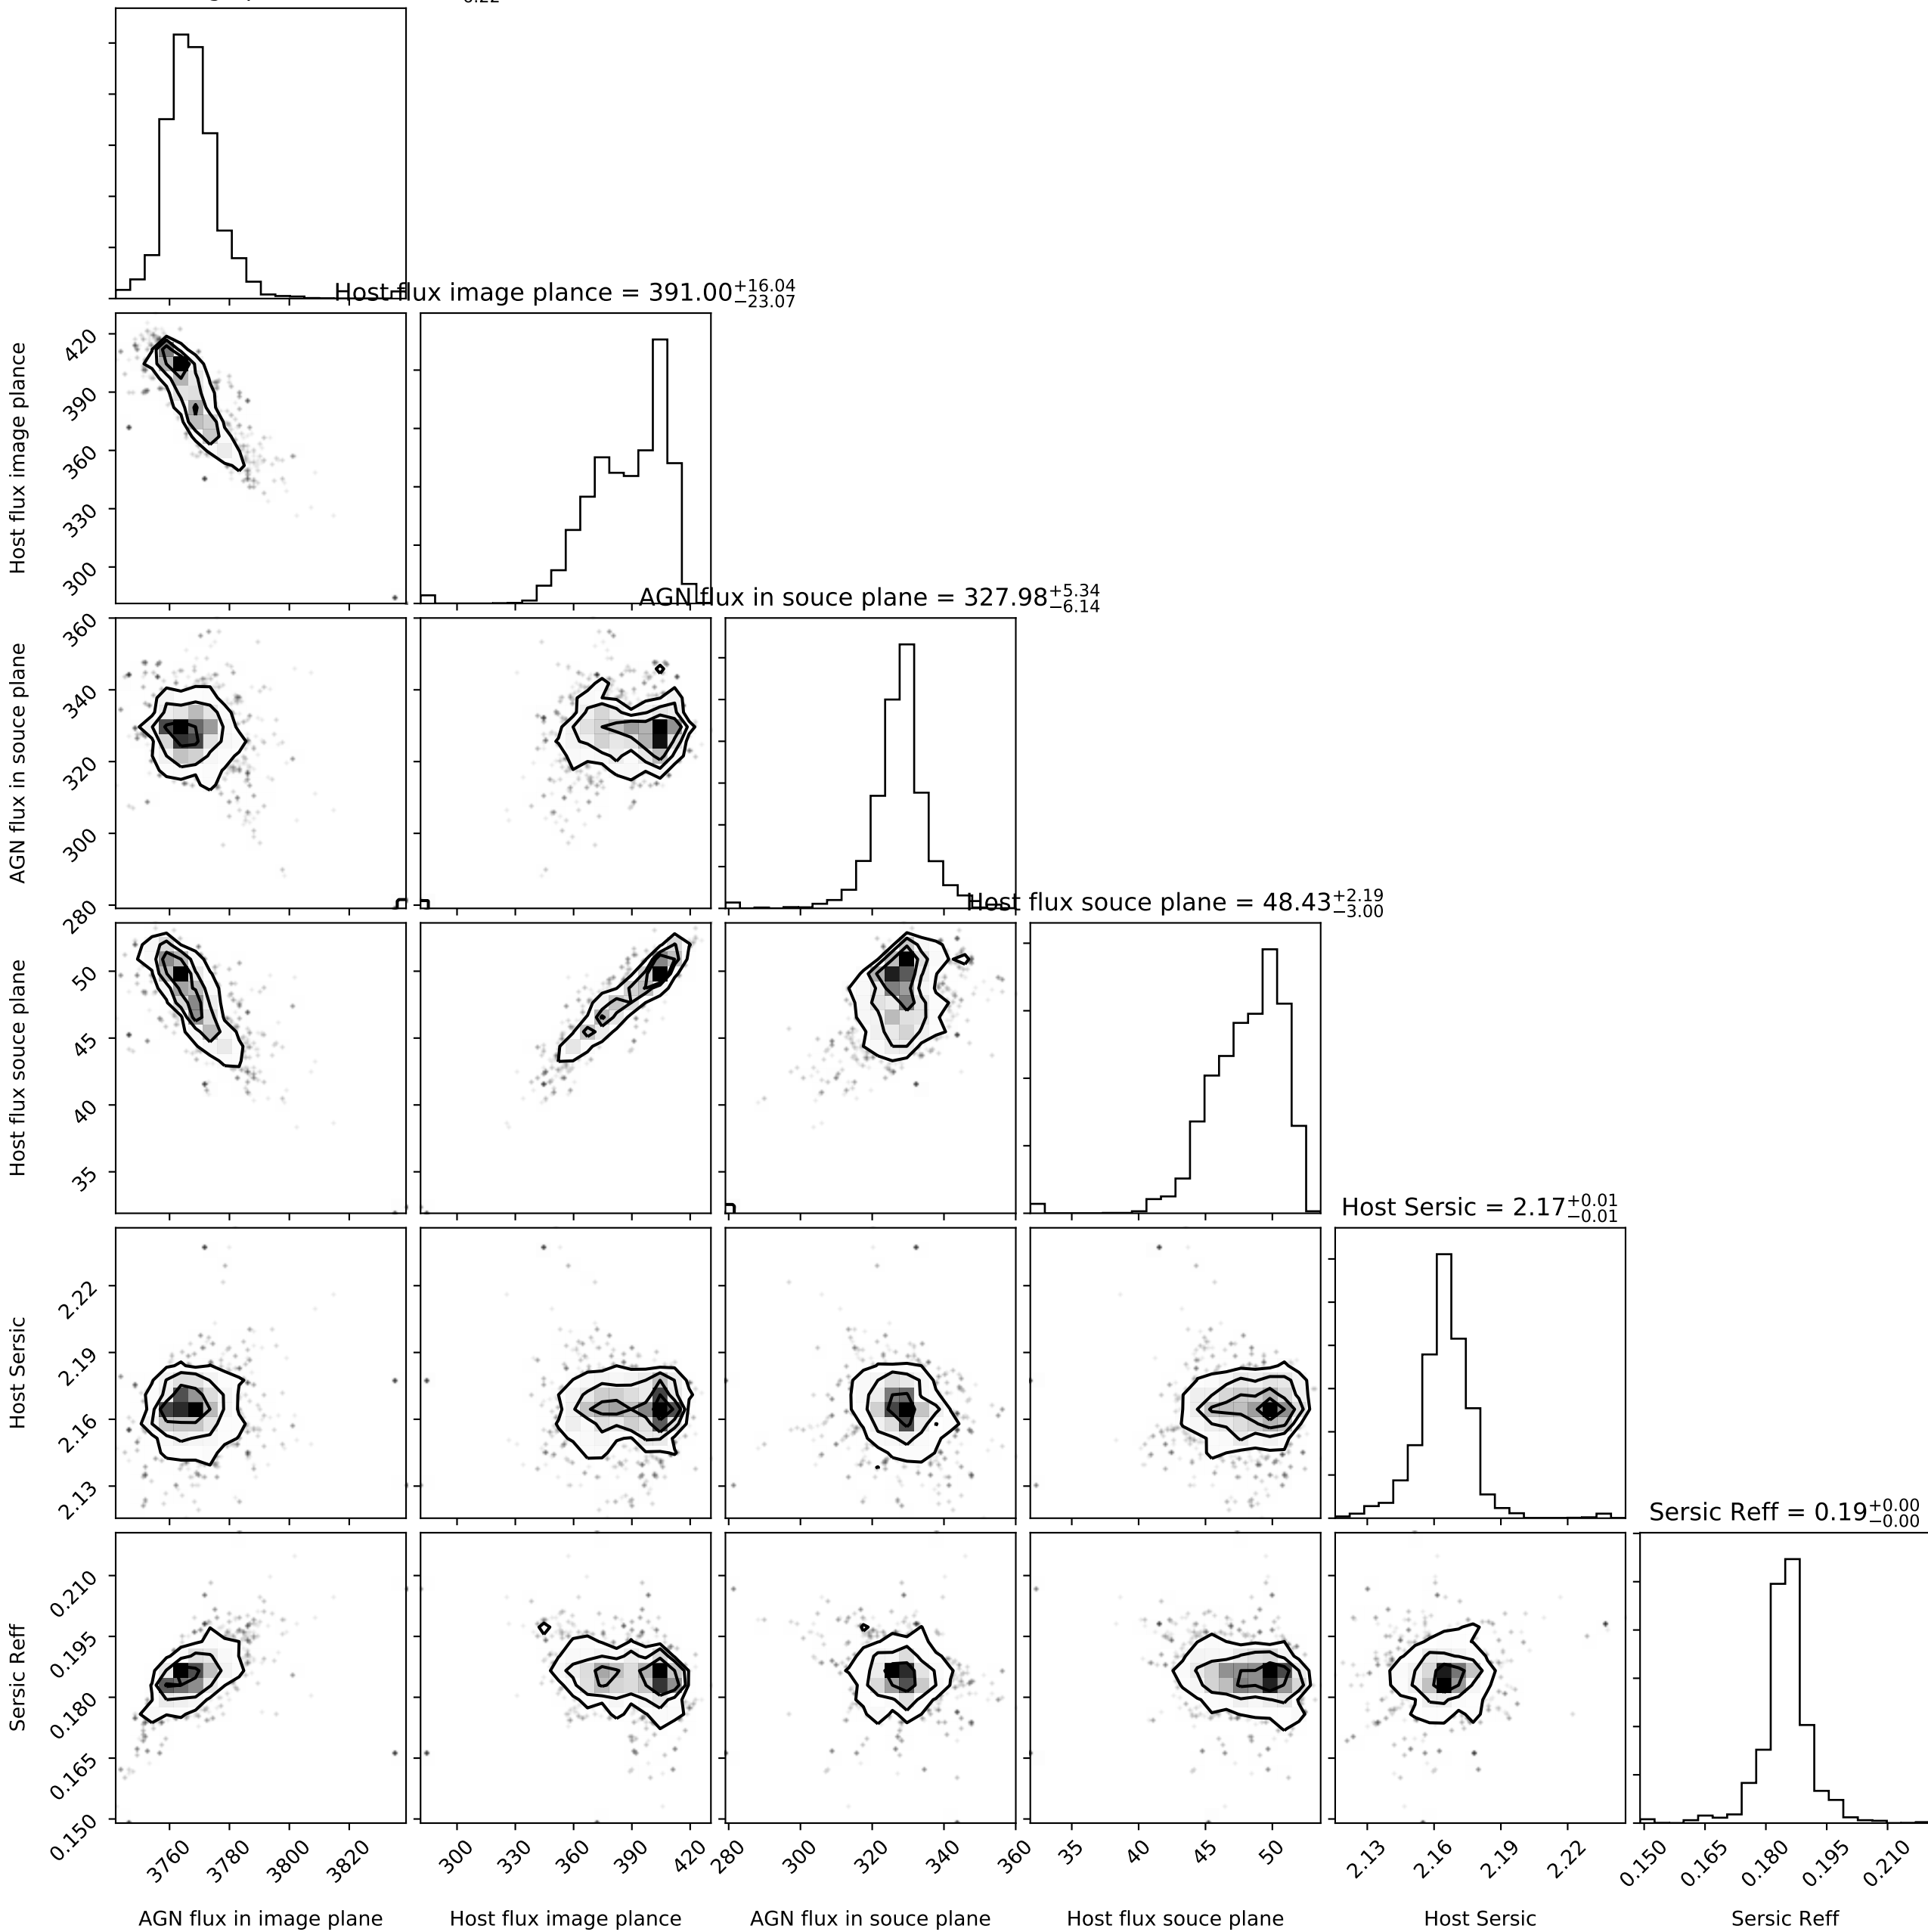 Host flux image plance = 391.00+16.04−23.07
420
390
360
330
300
Host flux image plance
AGN flux in souce plane = 327.98+5.34−6.14
360
340
320
300
280
AGN flux in souce plane
Host flux souce plane = 48.43+2.19−3.00
50
45
40
35
Host flux souce plane
Host Sersic = 2.17+0.01−0.01
2.22
2.19
2.16
2.13
Host Sersic
Sersic Reff = 0.19+0.00−0.00
0.210
0.195
0.180
0.165
0.150
Sersic Reff
3760 3780 3800 3820
300 330 360 390 420
280 300 320 340 360
35 40 45 50
2.13 2.16 2.19 2.22
0.150 0.165 0.180 0.195 0.210
AGN flux in image plane
Host flux image plance
AGN flux in souce plane
Host flux souce plane
Host Sersic
Sersic Reff